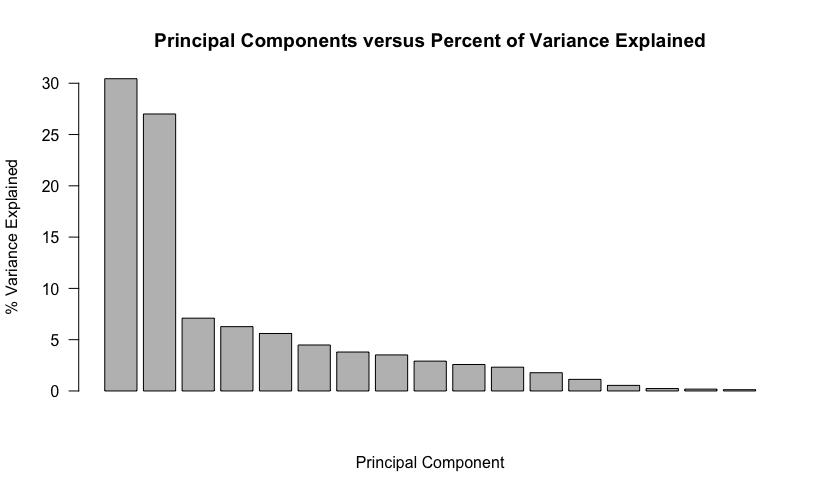 Principal Components versus Percent of Variance Explained
30
25
20
15
10
5
0
% Variance Explained
Principal Component